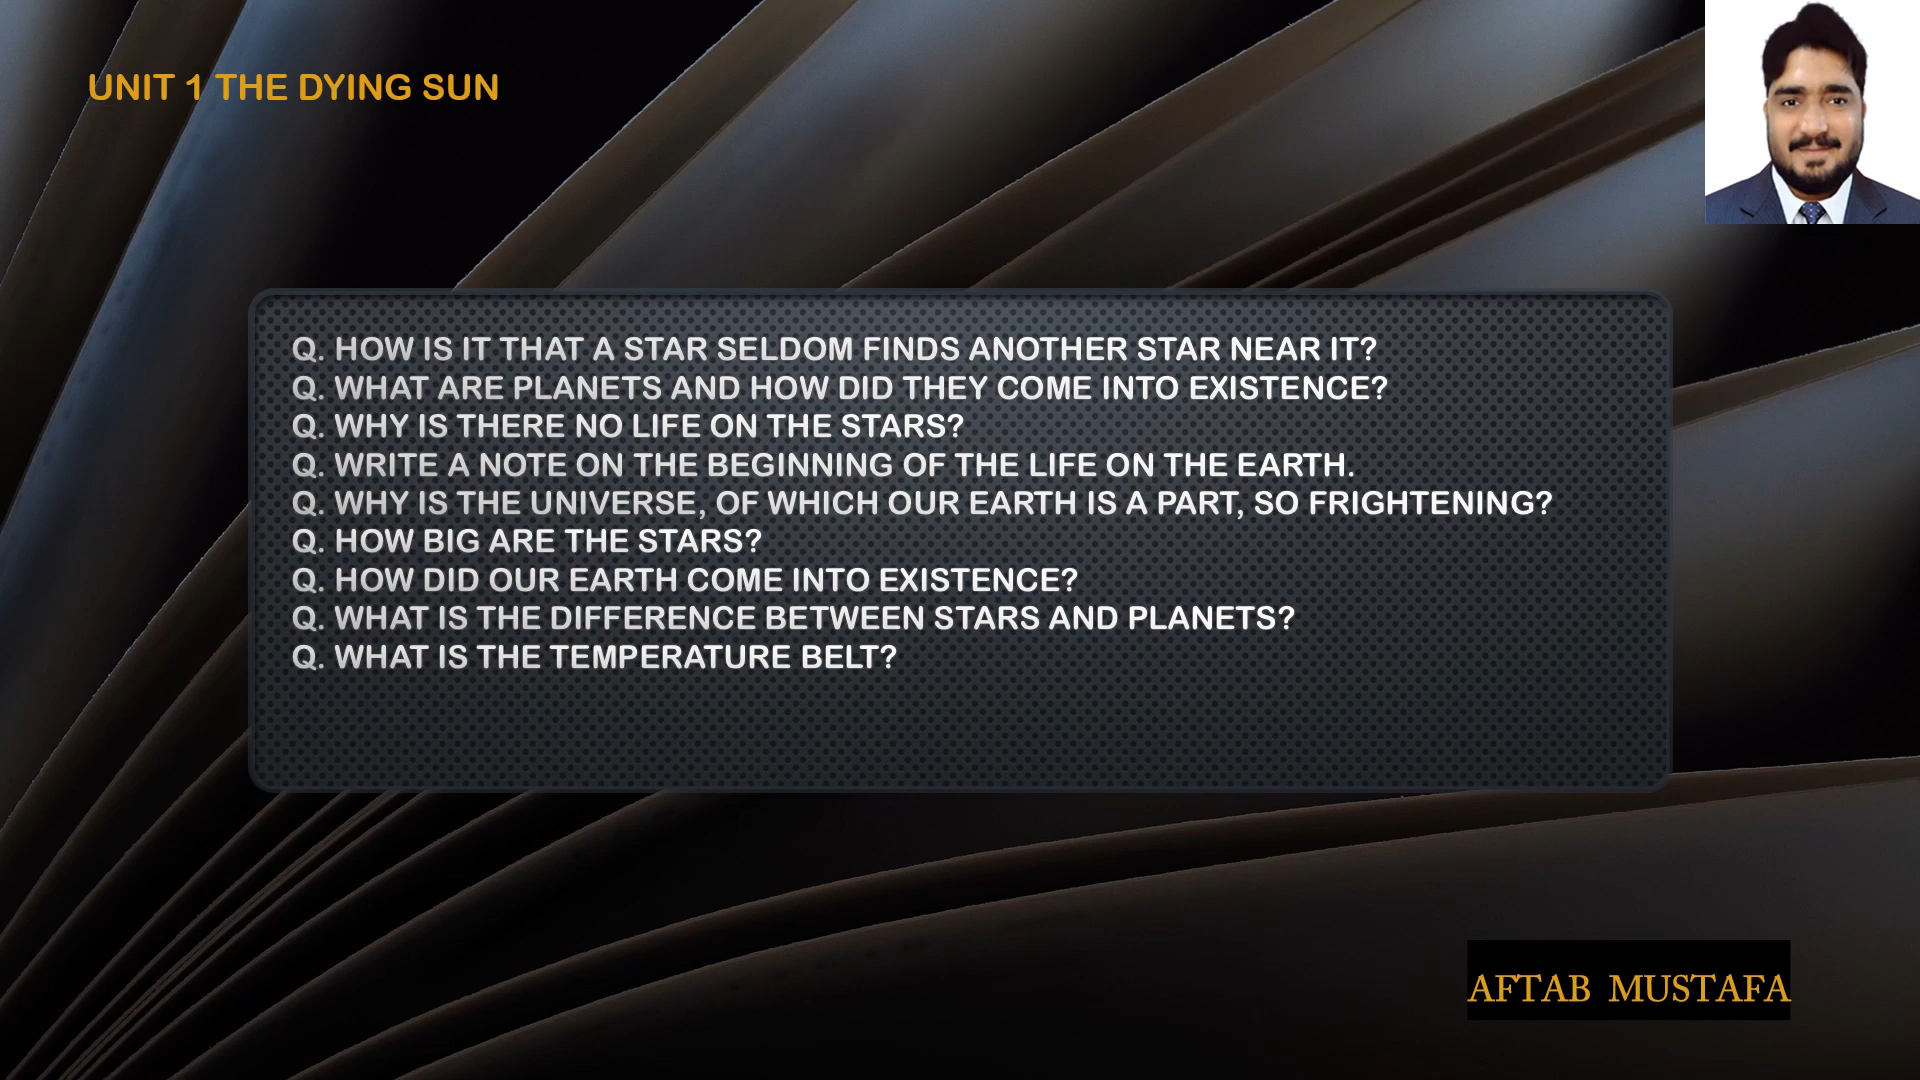 UNIT 1 THE DYING SUN
Q. HOW IS IT THAT A STAR SELDOM FINDS ANOTHER STAR NEAR IT?
Q. WHAT ARE PLANETS AND HOW DID THEY COME INTO EXISTENCE?
Q. WHY IS THERE NO LIFE ON THE STARS?
Q. WRITE A NOTE ON THE BEGINNING OF THE LIFE ON THE EARTH.
Q. WHY IS THE UNIVERSE, OF WHICH OUR EARTH IS A PART, SO FRIGHTENING?
Q. HOW BIG ARE THE STARS?
Q. HOW DID OUR EARTH COME INTO EXISTENCE?
Q. WHAT IS THE DIFFERENCE BETWEEN STARS AND PLANETS?
Q. WHAT IS THE TEMPERATURE BELT?
AFTAB MUSTAFA